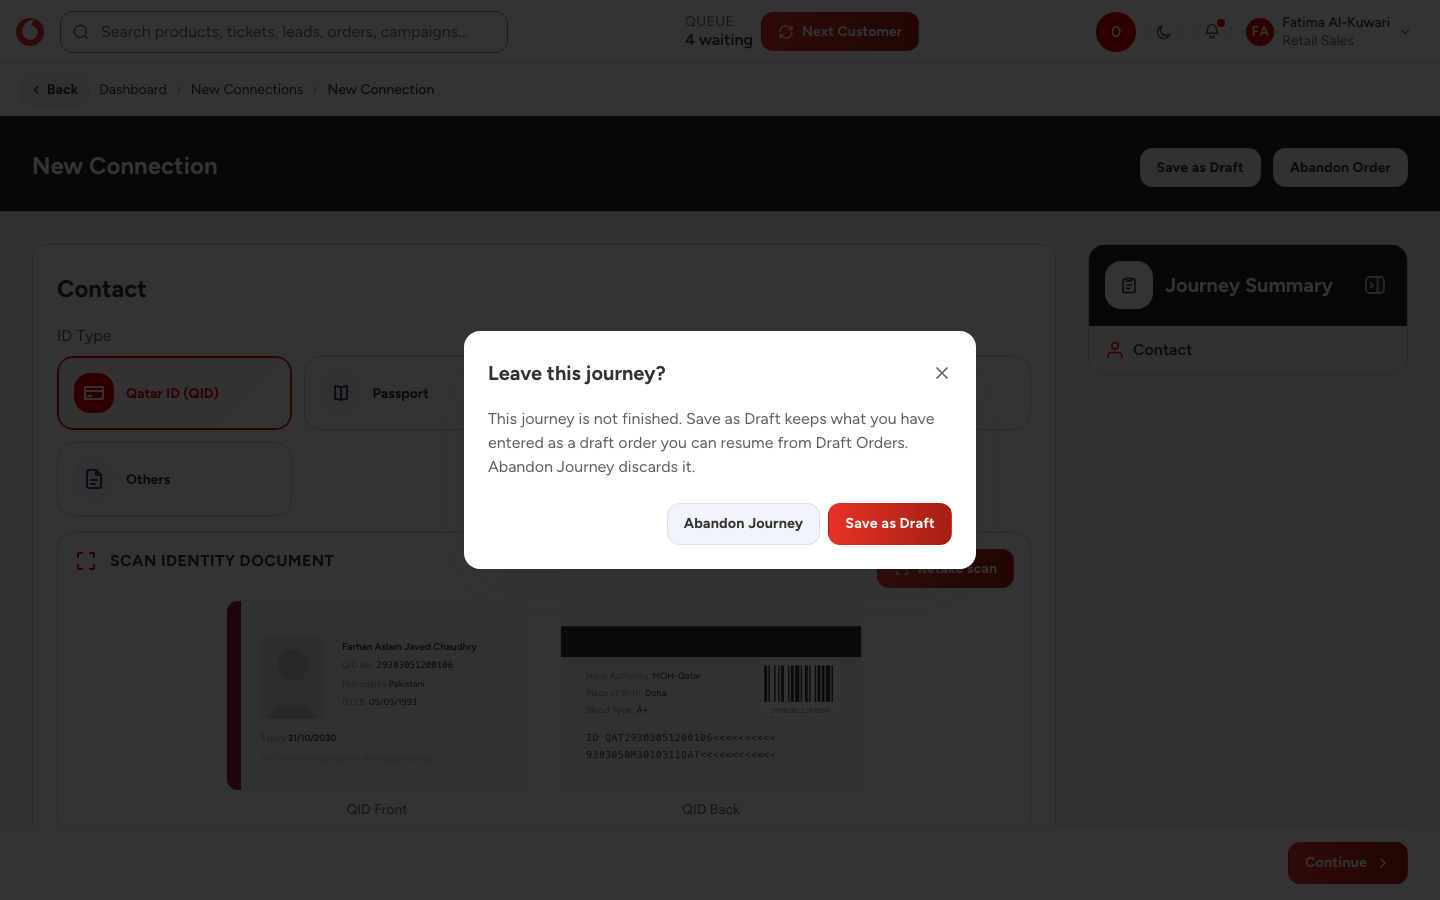 Search products, tickets, leads, orders, campaigns...
QUEUE
4 waiting
Next Customer
0
FA
Fatima Al-Kuwari
Retail Sales
Back
Dashboard
New Connections
New Connection
New Connection
Save as Draft
Abandon Order
Contact
ID Type
Qatar ID (QID)
Passport
Others
Journey Summary
Contact
Leave this journey?
This journey is not finished. Save as Draft keeps what you have
entered as a draft order you can resume from Draft Orders.
Abandon Journey discards it.
Abandon Journey
Save as Draft
SCAN IDENTITY DOCUMENT
Retake scan
Farhan Aslam Javed Chaudhry
QID No. 29303051200106
Nationality Pakistani
D.O.B. 05/03/1993
Expiry 31/10/2030
Issue Authority: MOH-Qatar
Place of Birth: Doha
Blood Type: A+
29303051200106
ID QAT29303051200106<<<<<<<<<<
9303050M3010311QAT<<<<<<<<<<<<
QID Front
QID Back
Continue